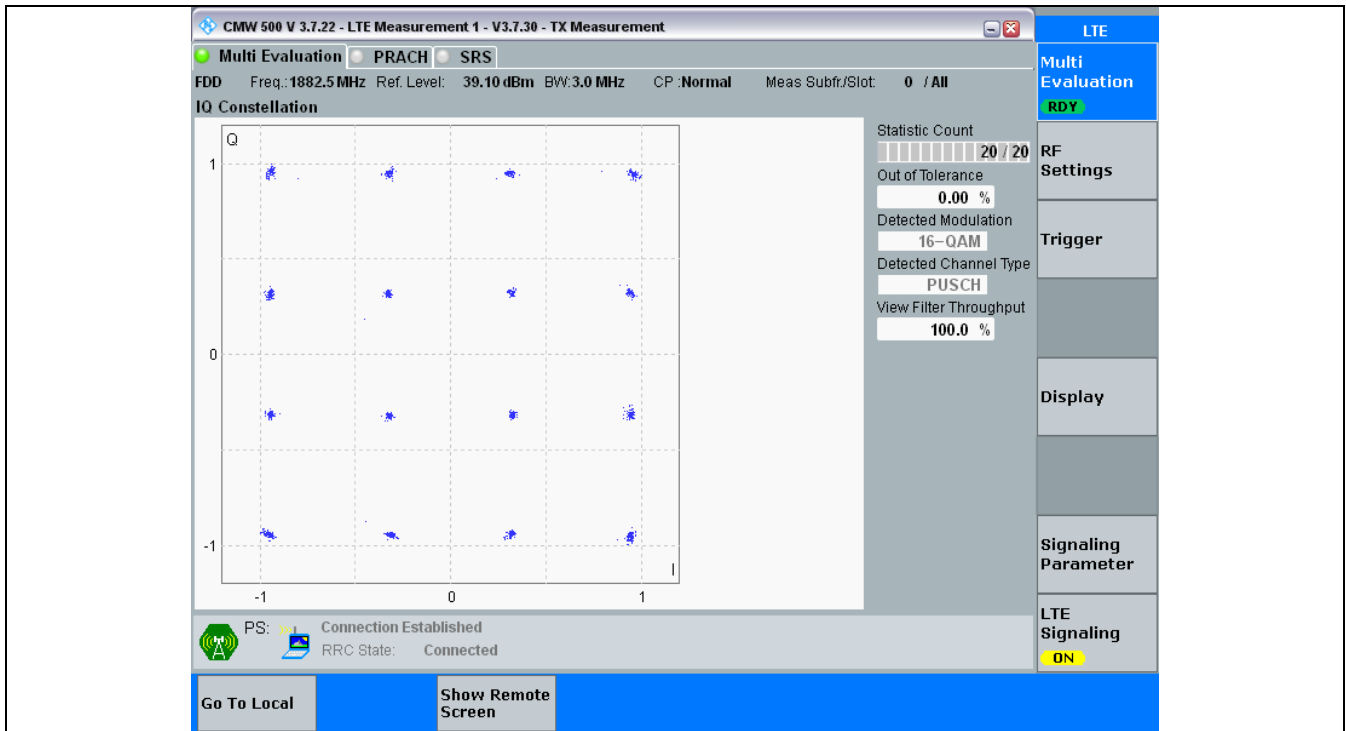 CMW 500 V 3.7.22 - LTE Measurement 1 - V3.7.30 - TX Measurement
Multi Evaluation PRACH SRS
FDD Freq.:1882.5 MHz Ref. Level: 39.10 dBm BW:3.0 MHz CP :Normal Meas Subfr./Slot: 0 / All
IQ Constellation
Q
1
0
-1
I
-1 0 1
Statistic Count
20 / 20
Out of Tolerance
0.00 %
Detected Modulation
16-QAM
Detected Channel Type
PUSCH
View Filter Throughput
100.0 %
PS: Connection Established
RRC State: Connected
LTE
Multi
Evaluation
RDY
RF
Settings
Trigger
Display
Signaling
Parameter
LTE
Signaling
ON
Go To Local
Show Remote
Screen